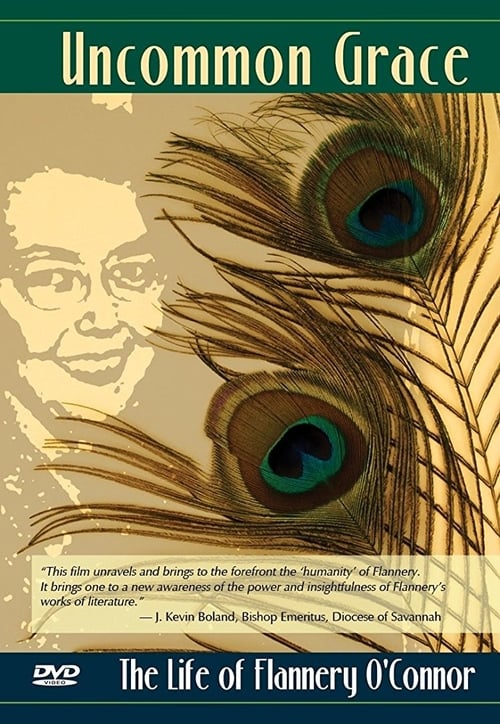 Uncommon Grace
“This film unravels and brings to the forefront the ‘humanity’ of Flannery.
It brings one to a new awareness of the power and insightfulness of Flannery’s
works of literature.”
— J. Kevin Boland, Bishop Emeritus, Diocese of Savannah
DVD
VIDEO
The Life of Flannery O'Connor